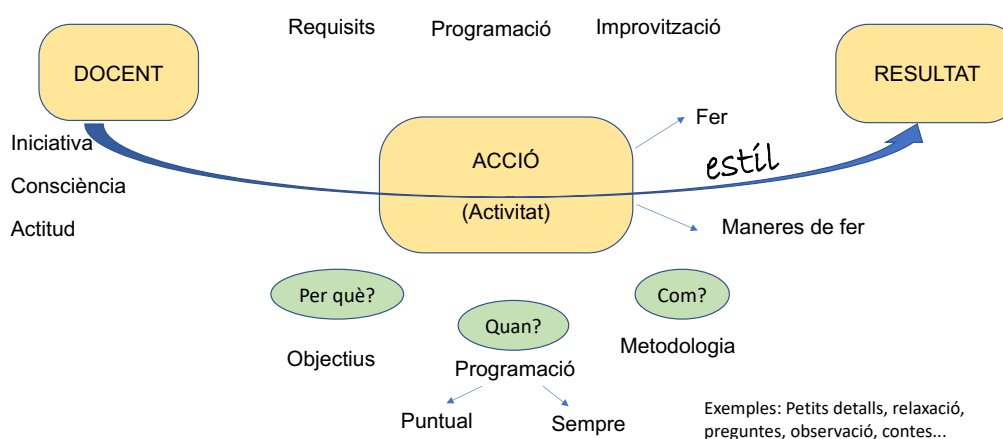 Requisits
Programació
Improvització
DOCENT
RESULTAT
Iniciativa
Consciència
Actitud
ACCIÓ
(Activitat)
Fer
estil
Maneres de fer
Per què?
Quan?
Com?
Objectius
Programació
Metodologia
Puntual
Sempre
Exemples: Petits detalls, relaxació,
preguntes, observació, contes...